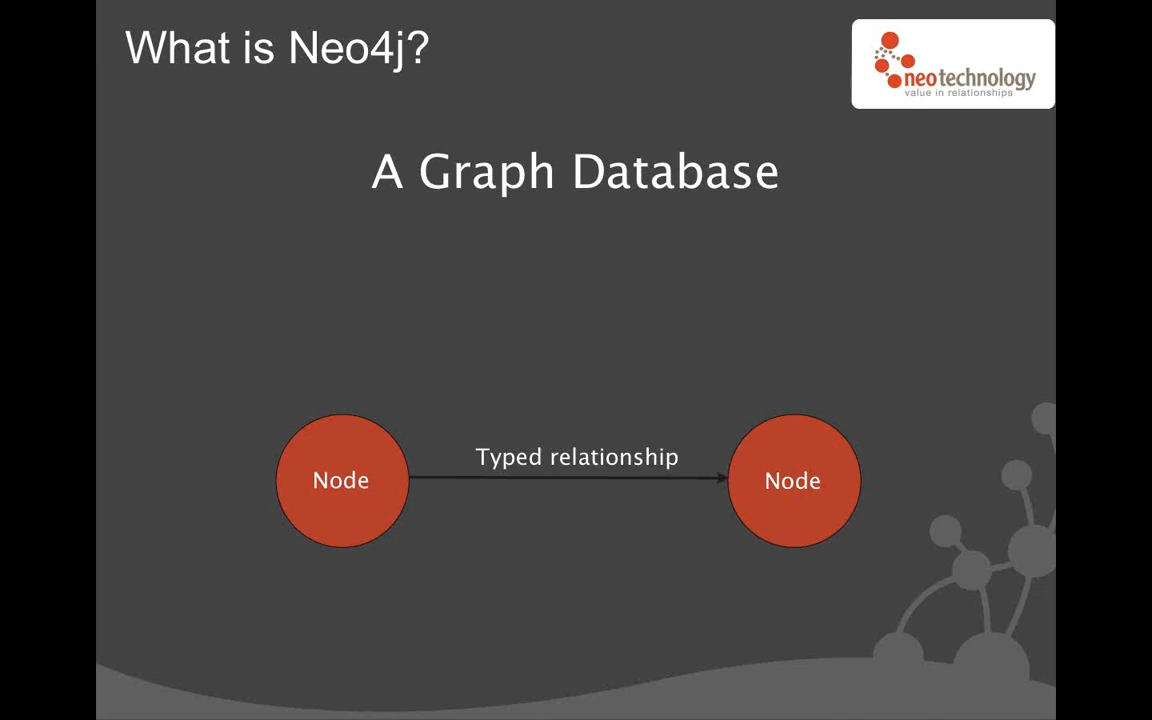 What is Neo4j?
neotechnology
value in relationships
A Graph Database
Typed relationship
Node
Node